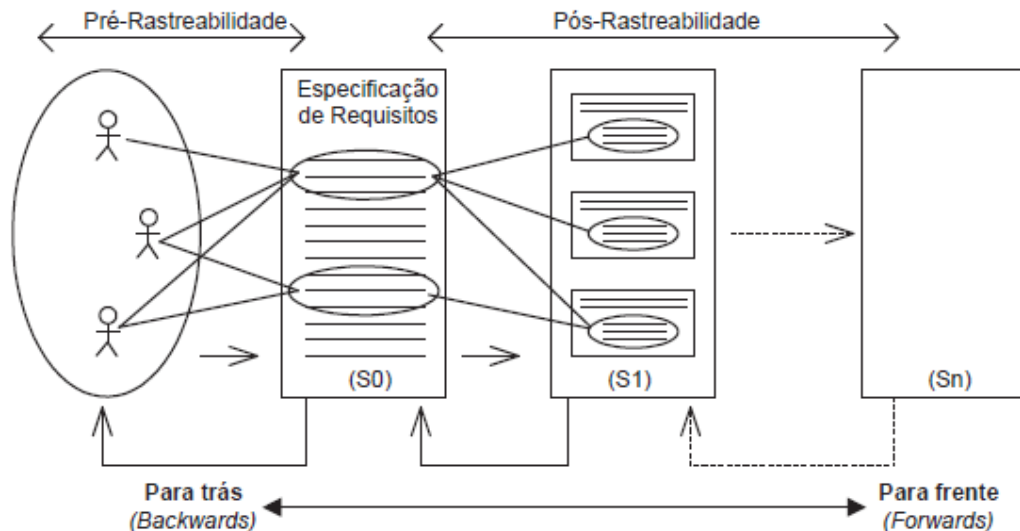 Pré-Rastreabilidade
Pós-Rastreabilidade
Especificação
de Requisitos
(S0)
(S1)
(Sn)
Para trás
(Backwards)
Para frente
(Forwards)